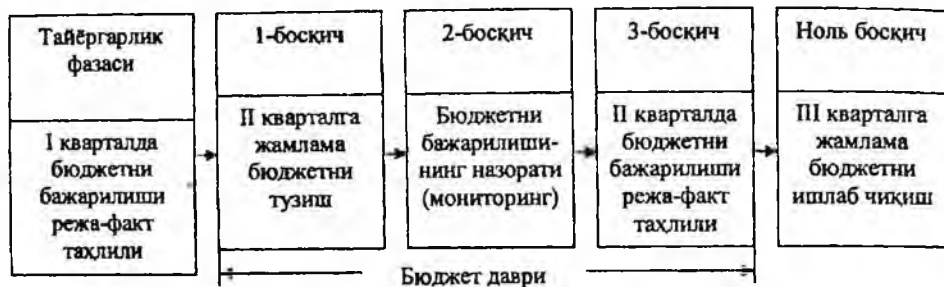 Тайёргарлик
фазаси
I кварталда
бюджетни
бажарилиши
режа-факт
таҳлили
1-босқич
II кварталга
жамлама
бюджетни
тузиш
2-босқич
Бюджетни
бажарилиши-
нинг назорати
(мониторинг)
3-босқич
II кварталда
бюджетни
бажарилиши
режа-факт
таҳлили
Ноль босқич
III кварталга
жамлама
бюджетни
ишлаб чиқиш
Бюджет даври